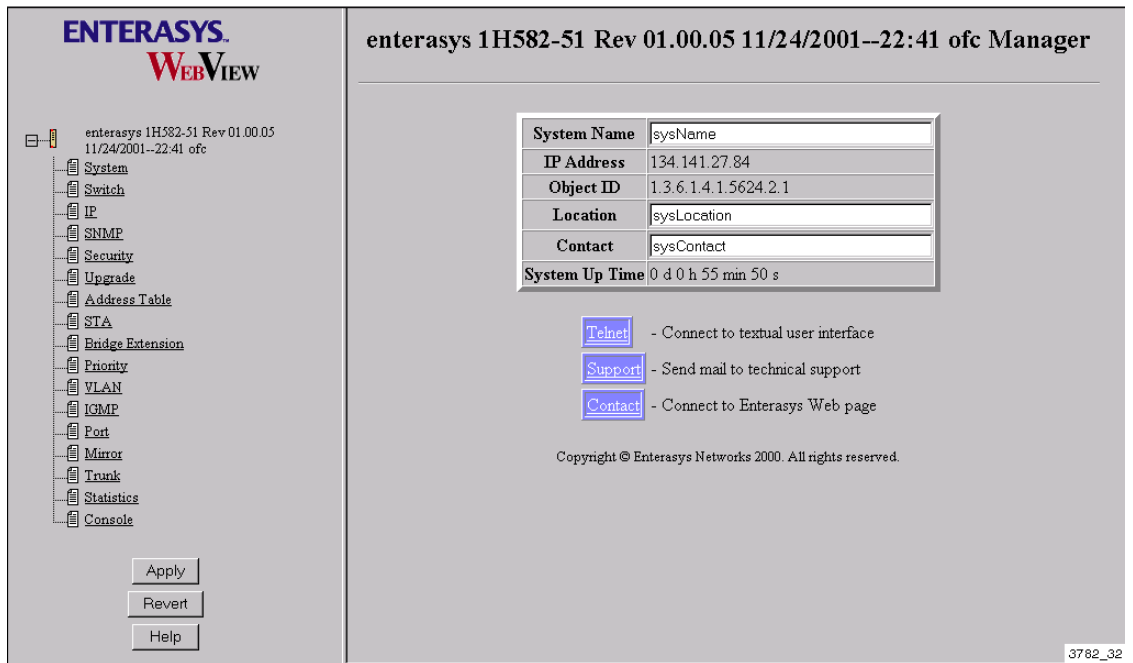 ENTERASYS™
WEBVIEW
enterasys 1H582-51 Rev 01.00.05
11/24/2001--22:41 ofc
System
Switch
IP
SNMP
Security
Upgrade
Address Table
STA
Bridge Extension
Priority
VLAN
IGMP
Port
Mirror
Trunk
Statistics
Console
Apply
Revert
Help
enterasys 1H582-51 Rev 01.00.05 11/24/2001--22:41 ofc Manager
System Name sysName
IP Address 134.141.27.84
Object ID 1.3.6.1.4.1.5624.2.1
Location sysLocation
Contact sysContact
System Up Time 0 d 0 h 55 min 50 s
Telnet - Connect to textual user interface
Support - Send mail to technical support
Contact - Connect to Enterasys Web page
Copyright © Enterasys Networks 2000. All rights reserved.
3782_32